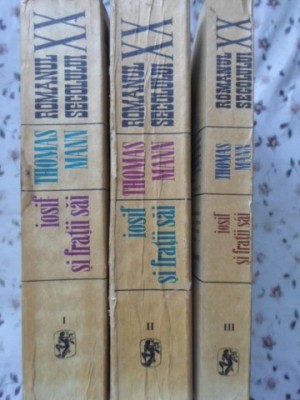 ROMANUL
SECOLULUI
XX
THOMAS
MANN
iosif
și frații săi
I
ROMANUL
SECOLULUI
XX
THOMAS
MANN
iosif
și frații săi
II
ROMANUL
SECOLULUI
XX
THOMAS
MANN
iosif
și frații săi
III